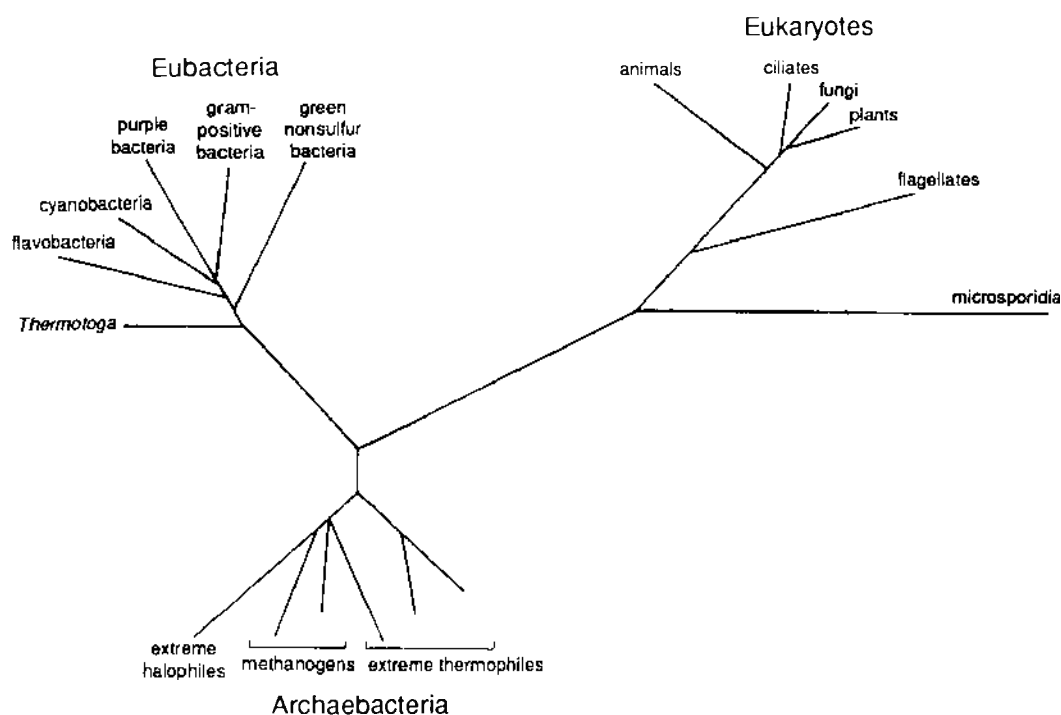 Eukaryotes
Eubacteria
animals
ciliates
fungi
plants
flagellates
microsporidia
purple
bacteria
gram-
positive
bacteria
green
nonsulfur
bacteria
cyanobacteria
flavobacteria
Thermotoga
extreme
halophiles
methanogens
extreme thermophiles
Archaebacteria